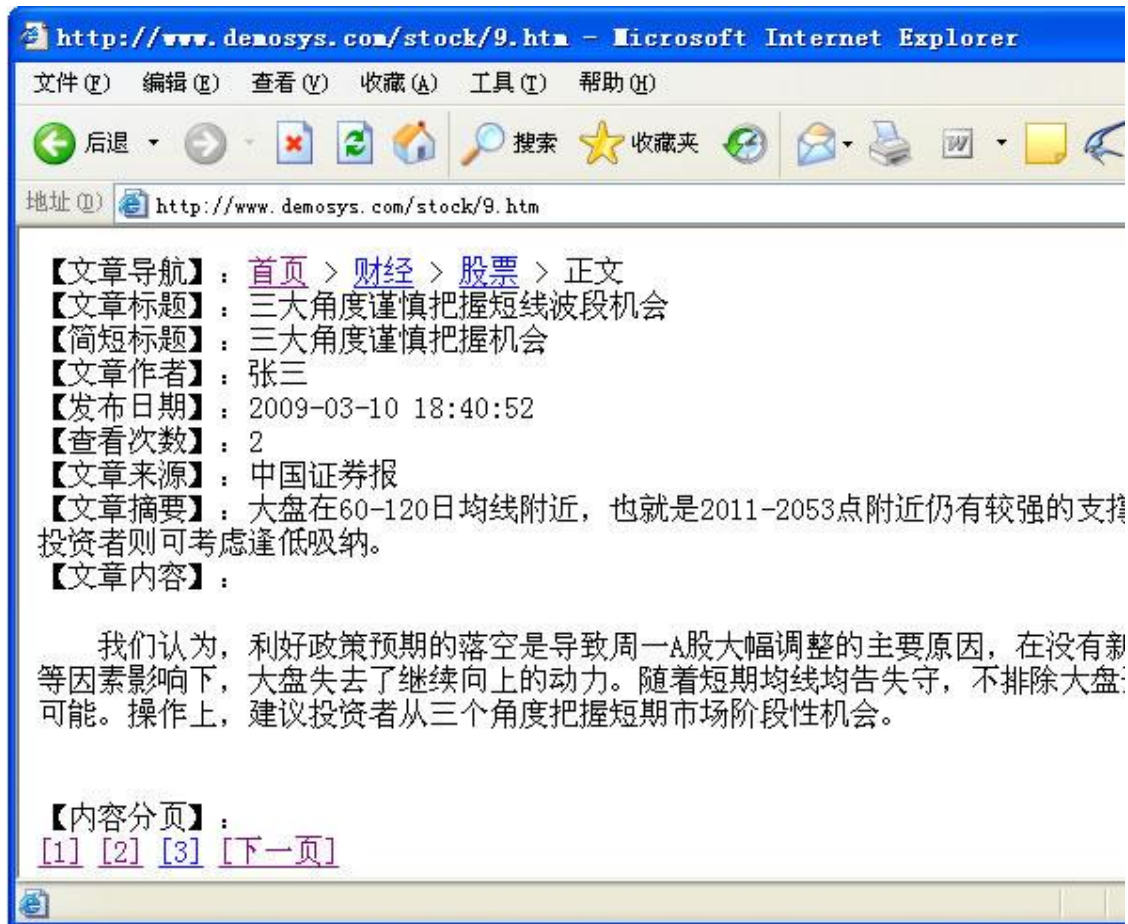 http://www.demosys.com/stock/9.htm - Microsoft Internet Explorer
文件(F) 编辑(E) 查看(V) 收藏(A) 工具(T) 帮助(H)
后退 搜索 收藏夹
地址(D) http://www.demosys.com/stock/9.htm
【文章导航】：首页 > 财经 > 股票 > 正文
【文章标题】：三大角度谨慎把握短线波段机会
【简短标题】：三大角度谨慎把握机会
【文章作者】：张三
【发布日期】：2009-03-10 18:40:52
【查看次数】：2
【文章来源】：中国证券报
【文章摘要】：大盘在60-120日均线附近，也就是2011-2053点附近仍有较强的支撑
投资者则可考虑逢低吸纳。
【文章内容】：
我们认为，利好政策预期的落空是导致周一A股大幅调整的主要原因，在没有新
等因素影响下，大盘失去了继续向上的动力。随着短期均线均告失守，不排除大盘
可能。操作上，建议投资者从三个角度把握短期市场阶段性机会。
【内容分页】：
[1] [2] [3] [下一页]